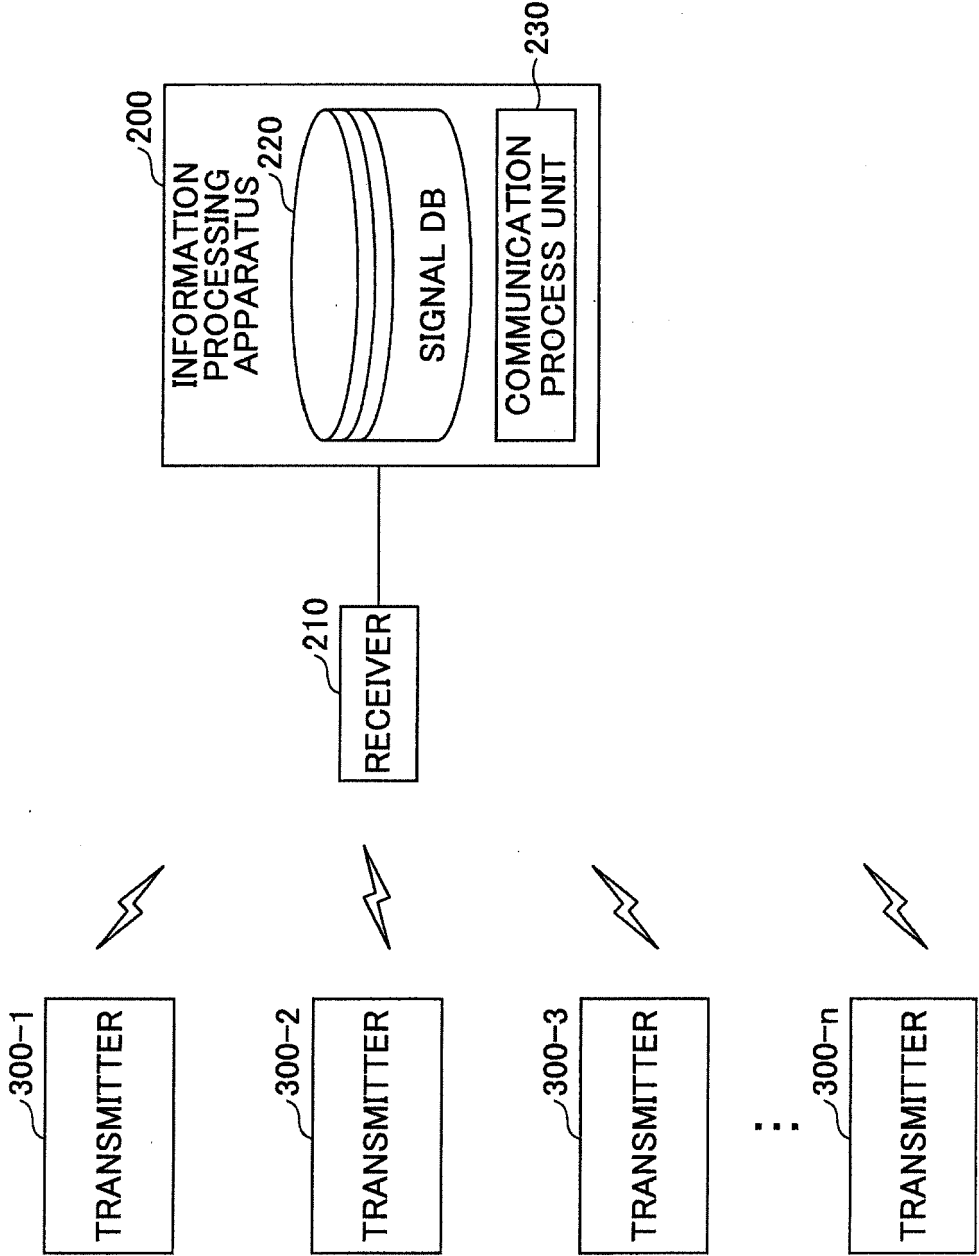 200
INFORMATION
PROCESSING
APPARATUS
220
SIGNAL DB
230
COMMUNICATION
PROCESS UNIT
210
RECEIVER
300-1
TRANSMITTER
300-2
TRANSMITTER
300-3
TRANSMITTER
...
300-n
TRANSMITTER